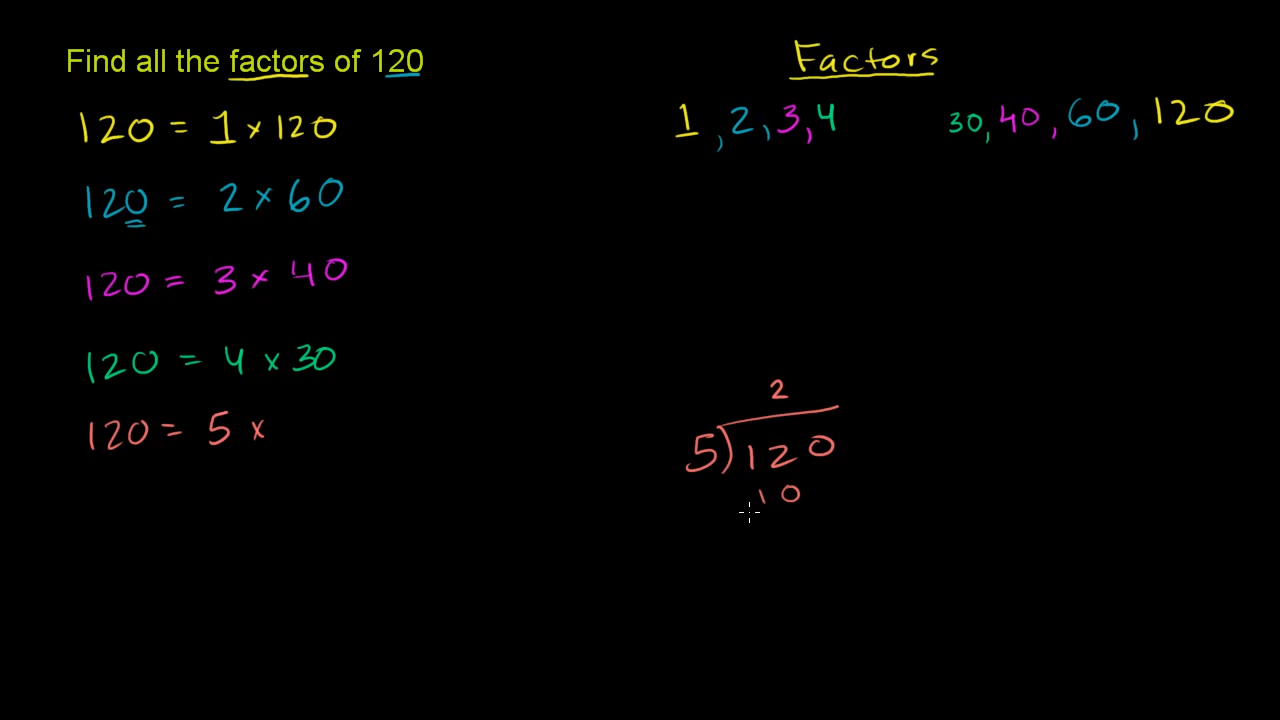 Find all the factors of 120
Factors
120 = 1 × 120
1, 2, 3, 4 30, 40, 60, 120
120 = 2 × 60
120 = 3 × 40
120 = 4 × 30
120 = 5 ×
2
5)120
10